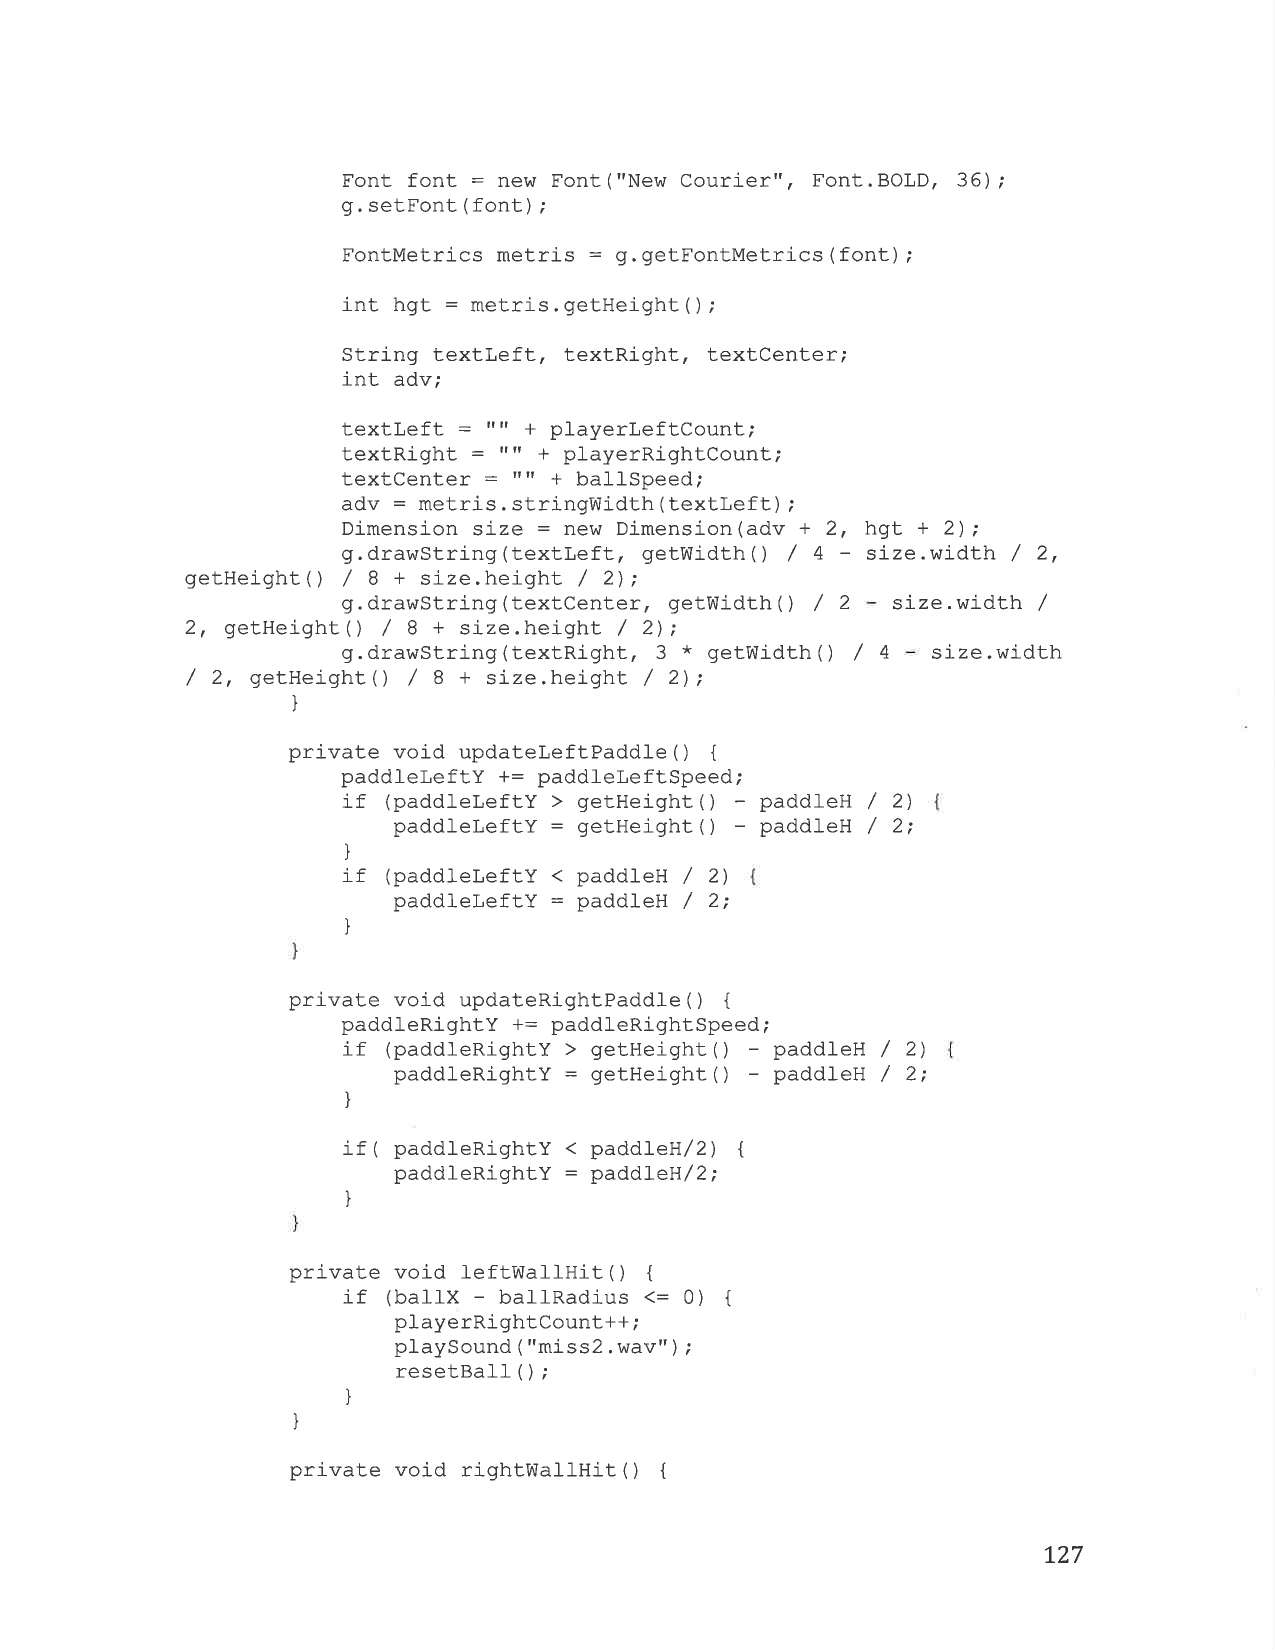 Font font = new Font("New Courier", Font.BOLD, 36);
g.setFont(font);
FontMetrics metris = g.getFontMetrics(font);
int hgt = metris.getHeight();
String textLeft, textRight, textCenter;
int adv;
textLeft = "" + playerLeftCount;
textRight = "" + playerRightCount;
textCenter = "" + ballSpeed;
adv = metris.stringWidth(textLeft);
Dimension size = new Dimension(adv + 2, hgt + 2);
g.drawString(textLeft, getWidth() / 4 - size.width / 2,
getHeight() / 8 + size.height / 2);
g.drawString(textCenter, getWidth() / 2 - size.width /
2, getHeight() / 8 + size.height / 2);
g.drawString(textRight, 3 * getWidth() / 4 - size.width
/ 2, getHeight() / 8 + size.height / 2);
}
private void updateLeftPaddle() {
paddleLeftY += paddleLeftSpeed;
if (paddleLeftY > getHeight() - paddleH / 2) {
paddleLeftY = getHeight() - paddleH / 2;
}
if (paddleLeftY < paddleH / 2) {
paddleLeftY = paddleH / 2;
}
}
private void updateRightPaddle() {
paddleRightY += paddleRightSpeed;
if (paddleRightY > getHeight() - paddleH / 2) {
paddleRightY = getHeight() - paddleH / 2;
}
if( paddleRightY < paddleH/2) {
paddleRightY = paddleH/2;
}
}
private void leftWallHit() {
if (ballX - ballRadius <= 0) {
playerRightCount++;
playSound("miss2.wav");
resetBall();
}
}
private void rightWallHit() {
127